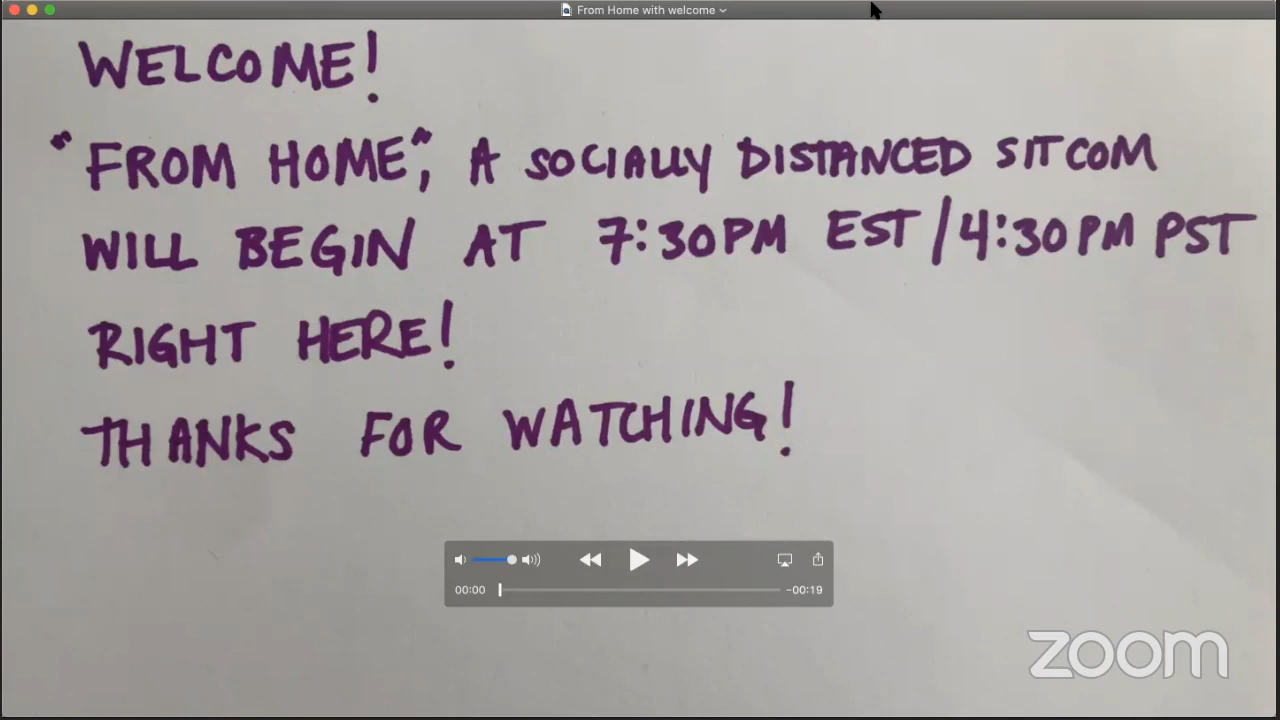 From Home with welcome
WELCOME!
"FROM HOME", A SOCIALLY DISTANCED SITCOM
WILL BEGIN AT 7:30PM EST/4:30PM PST
RIGHT HERE!
THANKS FOR WATCHING!
00:00 -00:19
zoom